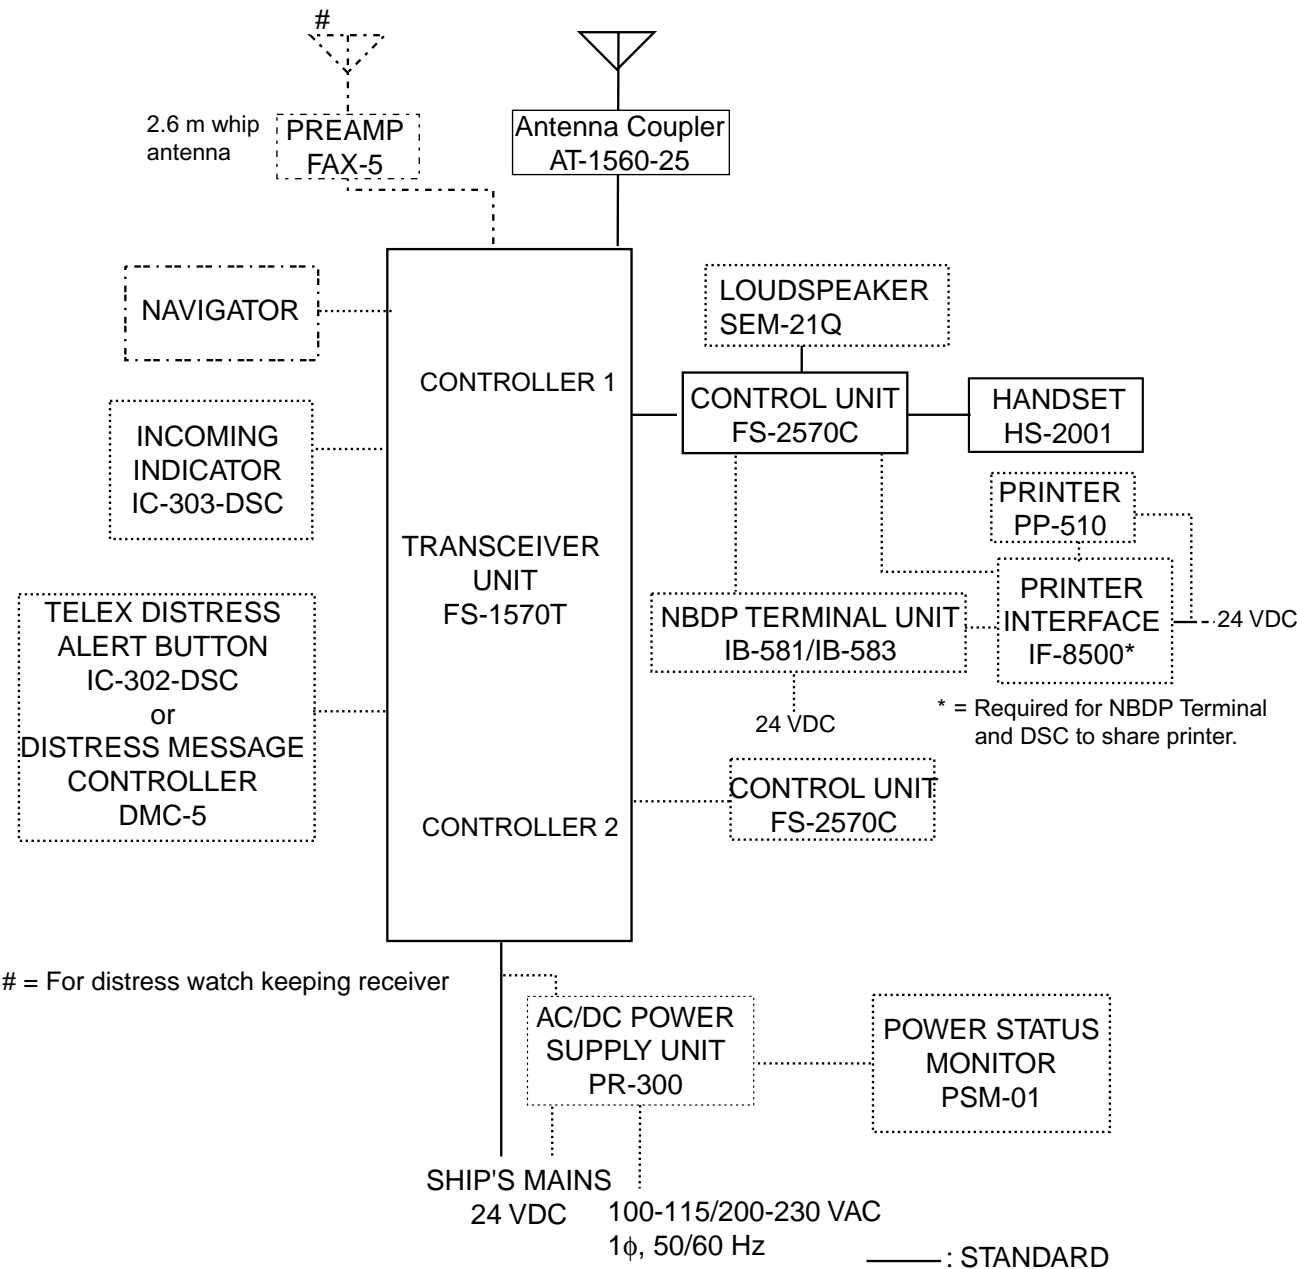 #
2.6 m whip
antenna
PREAMP
FAX-5
Antenna Coupler
AT-1560-25
NAVIGATOR
LOUDSPEAKER
SEM-21Q
CONTROLLER 1
CONTROL UNIT
FS-2570C
HANDSET
HS-2001
INCOMING
INDICATOR
IC-303-DSC
PRINTER
PP-510
TRANSCEIVER
UNIT
FS-1570T
PRINTER
INTERFACE
IF-8500*
24 VDC
NBDP TERMINAL UNIT
IB-581/IB-583
24 VDC
TELEX DISTRESS
ALERT BUTTON
IC-302-DSC
or
DISTRESS MESSAGE
CONTROLLER
DMC-5
* = Required for NBDP Terminal
and DSC to share printer.
CONTROL UNIT
FS-2570C
CONTROLLER 2
# = For distress watch keeping receiver
AC/DC POWER
SUPPLY UNIT
PR-300
POWER STATUS
MONITOR
PSM-01
SHIP'S MAINS
24 VDC
100-115/200-230 VAC
1ϕ, 50/60 Hz
: STANDARD